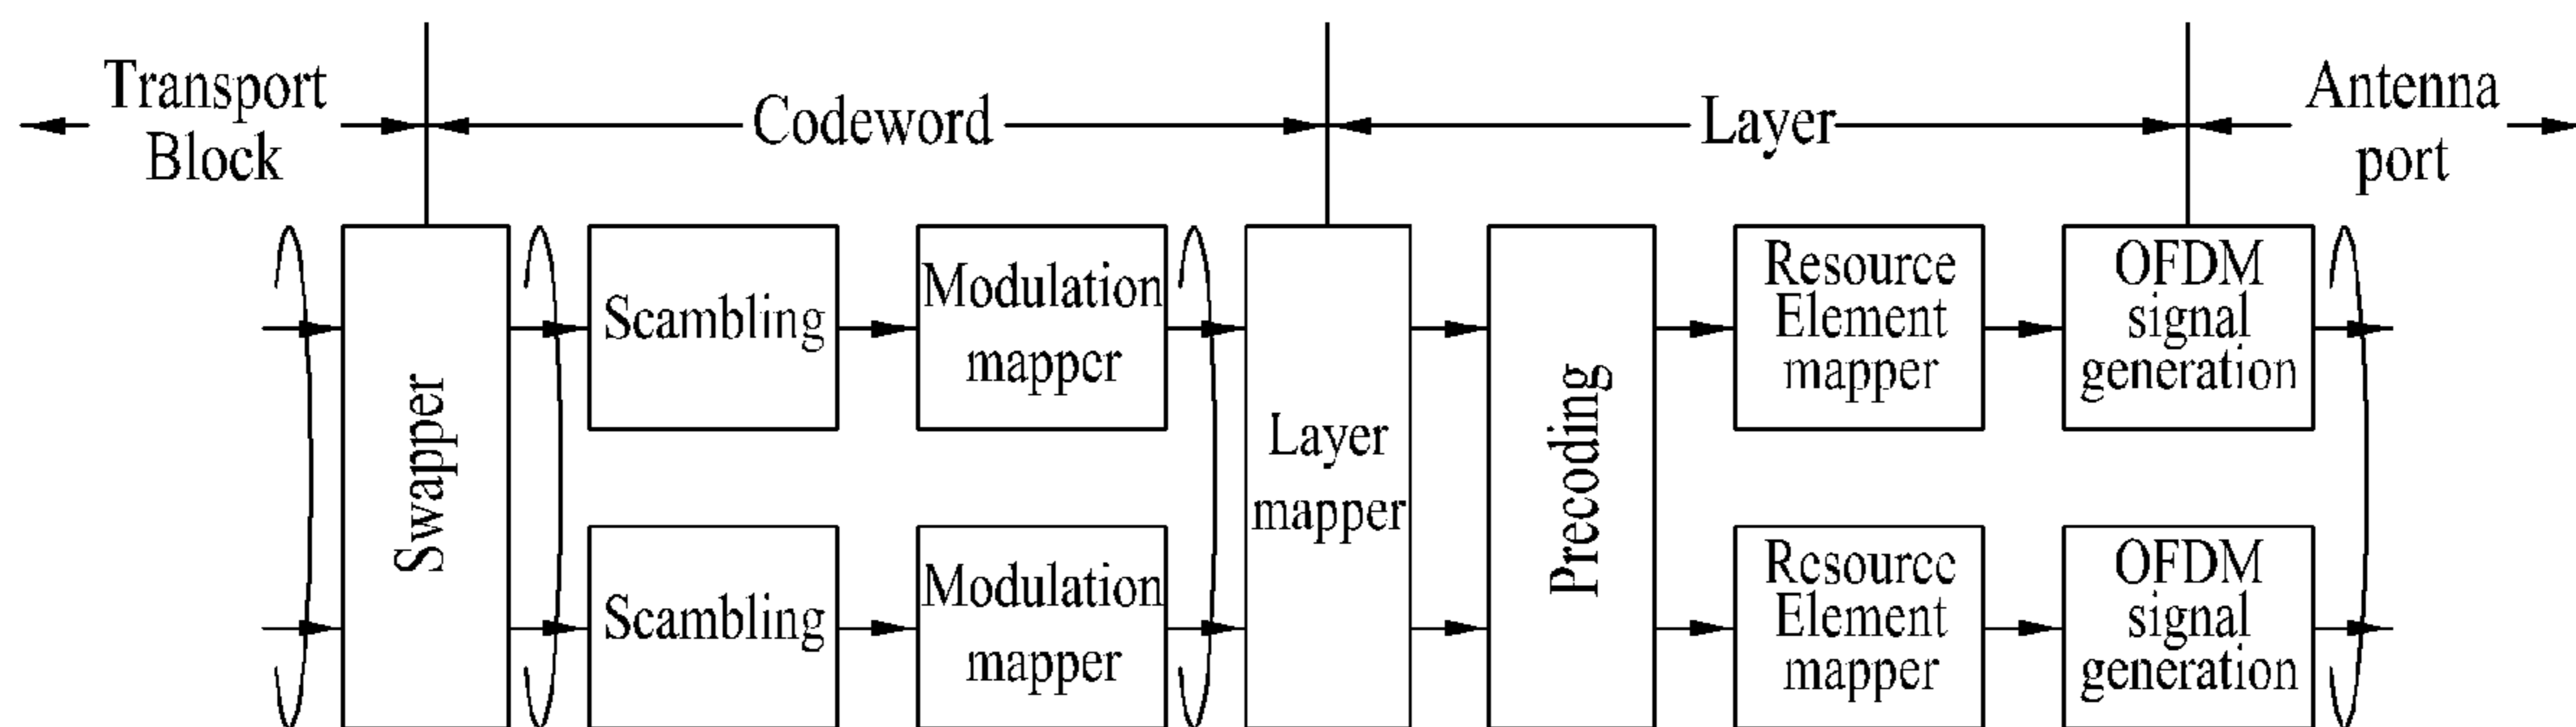 Transport
Block
Codeword
Layer
Antenna
port
Swapper
Scambling
Modulation
mapper
Layer
mapper
Precoding
Resource
Element
mapper
OFDM
signal
generation
Scambling
Modulation
mapper
Resource
Element
mapper
OFDM
signal
generation